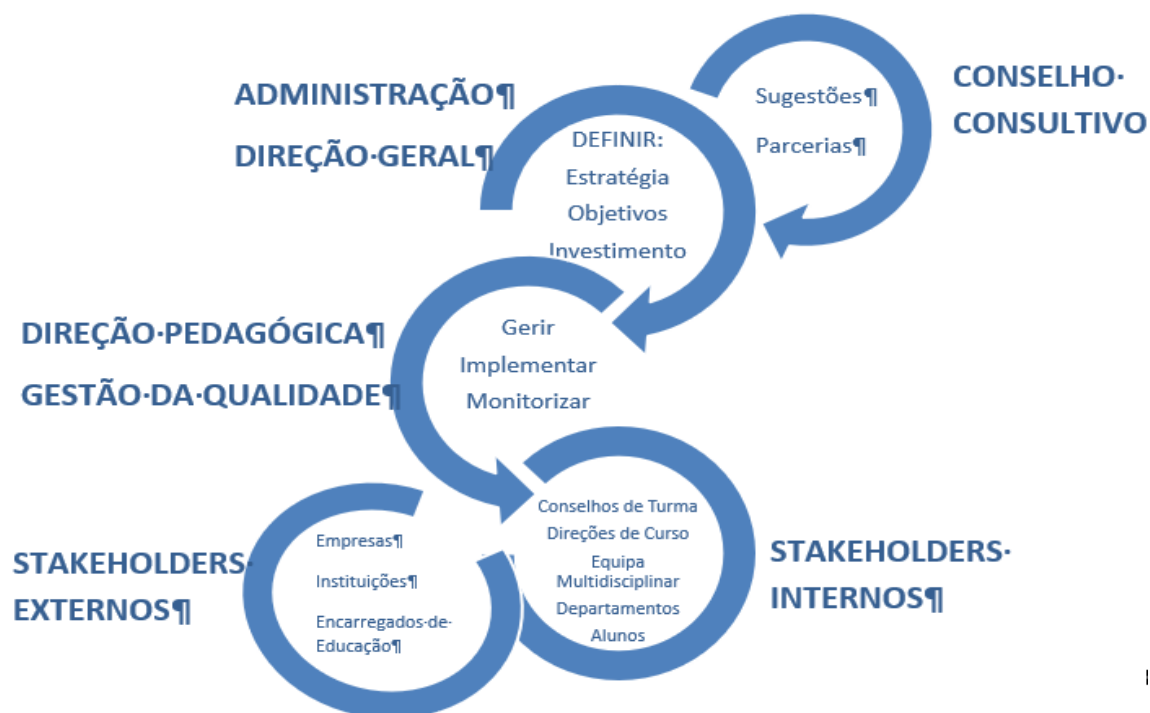 ADMINISTRAÇÃO¶
DIREÇÃO·GERAL¶
DEFINIR:
Estratégia
Objetivos
Investimento
Sugestões¶
Parcerias¶
CONSELHO·
CONSULTIVO
DIREÇÃO·PEDAGÓGICA¶
GESTÃO·DA·QUALIDADE¶
Gerir
Implementar
Monitorizar
STAKEHOLDERS·
EXTERNOS¶
Empresas¶
Instituições¶
Encarregados·de·
Educação¶
Conselhos de Turma
Direções de Curso
Equipa
Multidisciplinar
Departamentos
Alunos
STAKEHOLDERS·
INTERNOS¶